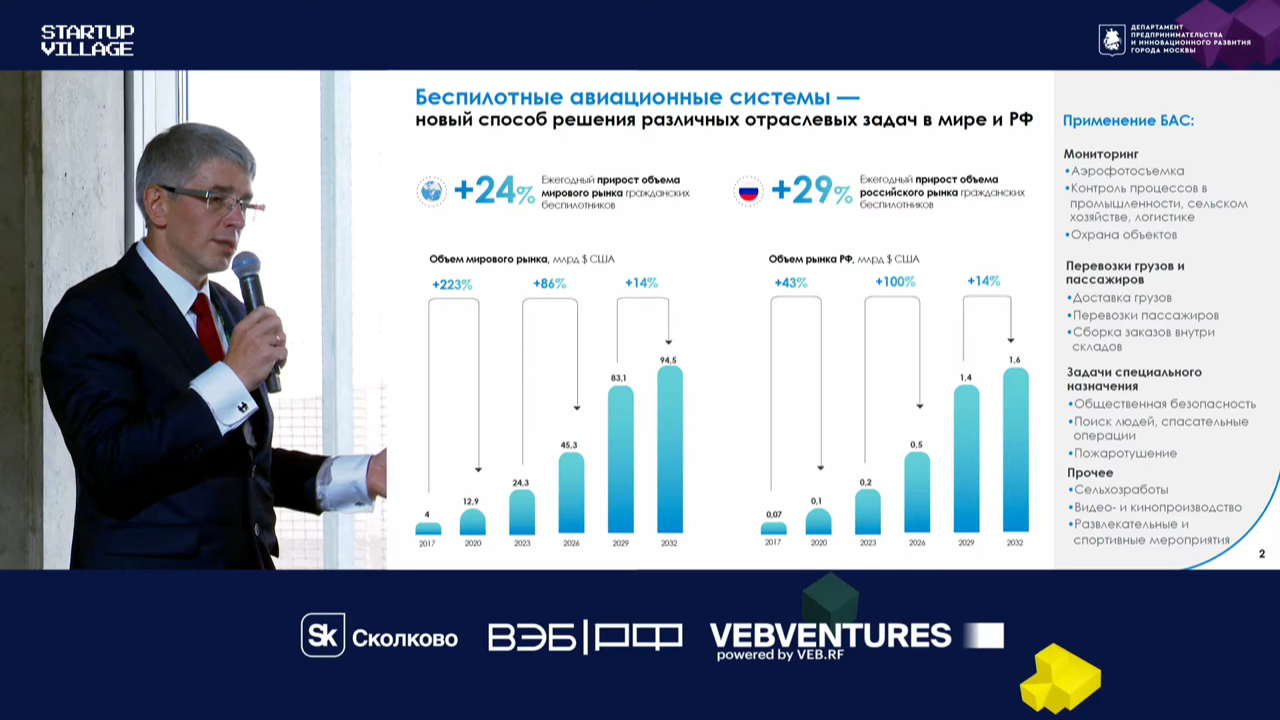 STARTUP
VILLAGE
ДЕПАРТАМЕНТ
ПРЕДПРИНИМАТЕЛЬСТВА
И ИННОВАЦИОННОГО РАЗВИТИЯ
ГОРОДА МОСКВЫ
Беспилотные авиационные системы —
новый способ решения различных отраслевых задач в мире и РФ
+24%
Ежегодный прирост объема
мирового рынка гражданских
беспилотников
+29%
Ежегодный прирост объема
российского рынка гражданских
беспилотников
Объем мирового рынка, млрд $ США
+223% +86% +14%
4 12,9 24,3 45,3 83,1 94,5
2017 2020 2023 2026 2029 2032
Объем рынка РФ, млрд $ США
+43% +100% +14%
0,07 0,1 0,2 0,5 1,4 1,6
2017 2020 2023 2026 2029 2032
Применение БАС:
Мониторинг
•Аэрофотосъемка
•Контроль процессов в
промышленности, сельском
хозяйстве, логистике
•Охрана объектов
Перевозки грузов и
пассажиров
•Доставка грузов
•Перевозки пассажиров
•Сборка заказов внутри
складов
Задачи специального
назначения
•Общественная безопасность
•Поиск людей, спасательные
операции
•Пожаротушение
Прочее
•Сельхозработы
•Видео- и кинопроизводство
•Развлекательные и
спортивные мероприятия
2
Sk Сколково
ВЭБ|РФ
VEBVENTURES
powered by VEB.RF